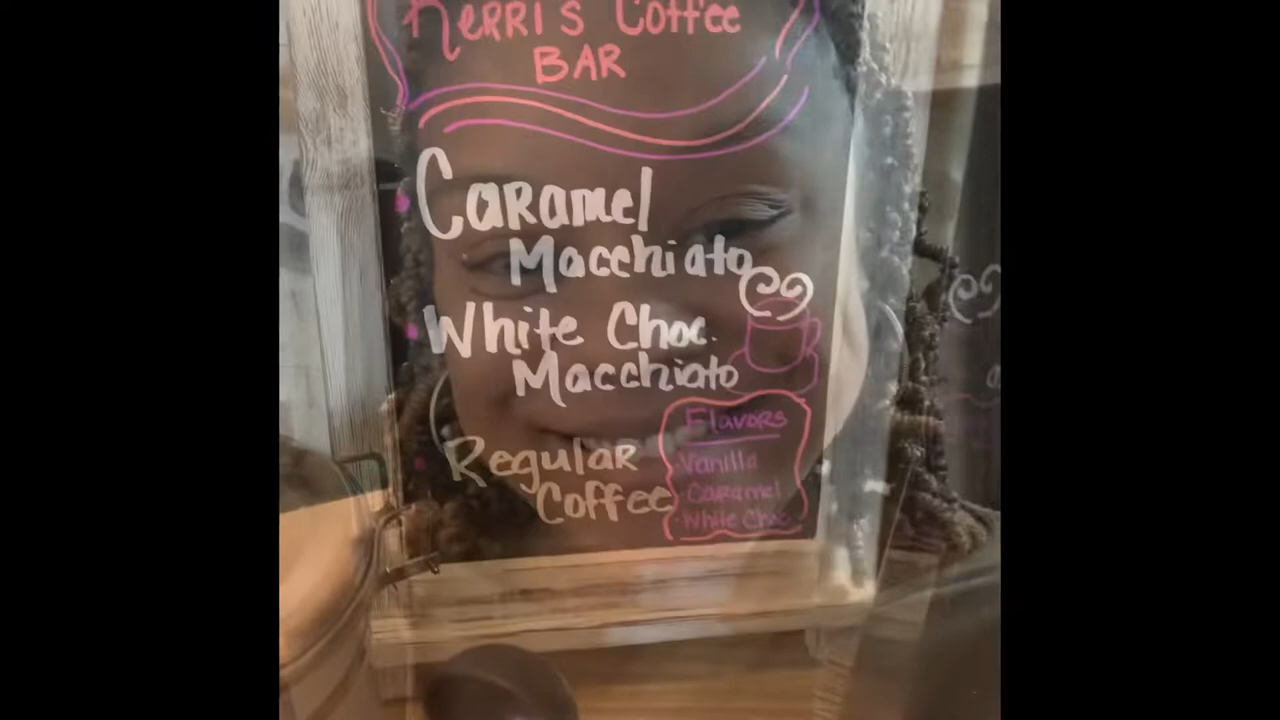 KERRI'S Coffee
BAR
Caramel
Macchiato
White Choc.
Macchiato
Regular
Coffee
Flavors
·Vanilla
·Caramel
·White Choc